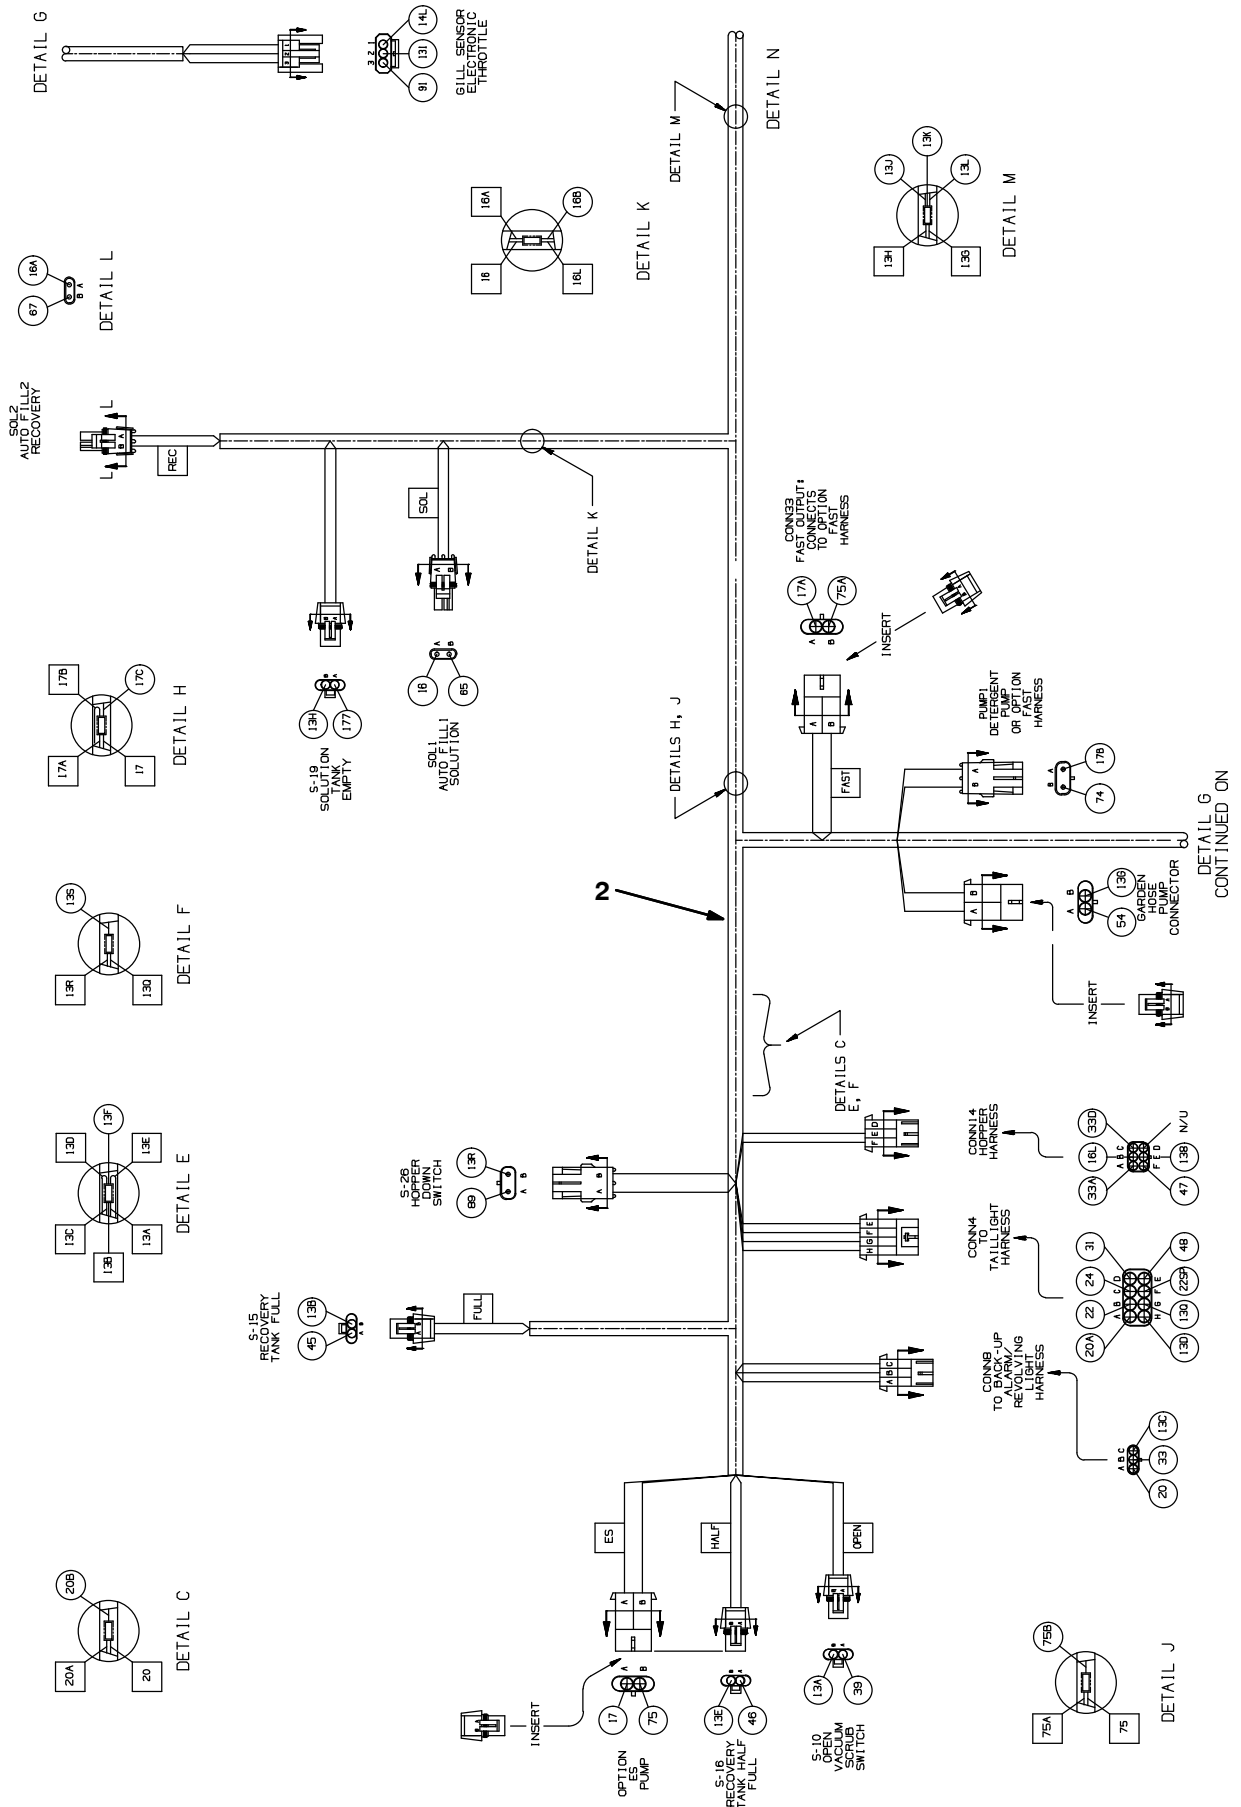 DETAIL G
3 2 1
14L
131
91
GILL SENSOR
ELECTRONIC
THROTTLE
DETAIL M
DETAIL N
13J
13K
13L
13H
13G
DETAIL M
16A
16B
16
16L
DETAIL K
16A
67
B A
DETAIL L
SOL2
AUTO FILL2
RECOVERY
L
L
B A
REC
SOL
DETAIL K
A
B
B
A
13H
177
S-19
SOLUTION
TANK
EMPTY
A
B
16
65
SOL1
AUTO FILL1
SOLUTION
17B
17C
17A
17
DETAIL H
CONN33
FAST OUTPUT:
CONNECTS
TO OPTION
FAST
HARNESS
17A
75A
A
B
INSERT
A
B
FAST
DETAILS H, J
PUMP1
DETERGENT
PUMP
OR OPTION
FAST
HARNESS
B A
B A
17B
74
DETAIL G
CONTINUED ON
A B
A B
13G
54
GARDEN
HOSE
PUMP
CONNECTOR
INSERT
2
13S
13R
13Q
DETAIL F
DETAILS C
E, F
13F
13D
13E
13C
13B
13A
DETAIL E
S-26
HOPPER
DOWN
SWITCH
13R
89
A B
A B
F E D
H G F E
CONN14
HOPPER
HARNESS
33D
16L
33A
A B C
F E D
N/U
13B
47
CONN4
TO
TAILLIGHT
HARNESS
31
24
22
20A
A B C D
H G F E
48
22SP
13Q
13D
S-15
RECOVERY
TANK FULL
13B
45
A B
FULL
A B C
CONN8
TO BACK-UP
ALARM/
REVOLVING
LIGHT
HARNESS
A B C
13C
33
20
20B
20A
20
DETAIL C
ES
HALF
OPEN
A
B
INSERT
A
B
17
75
OPTION
ES
PUMP
B
A
13E
46
S-16
RECOVERY
TANK HALF
FULL
B
A
13A
39
S-10
OPEN
VACUUM
SCRUB
SWITCH
75B
75A
75
DETAIL J